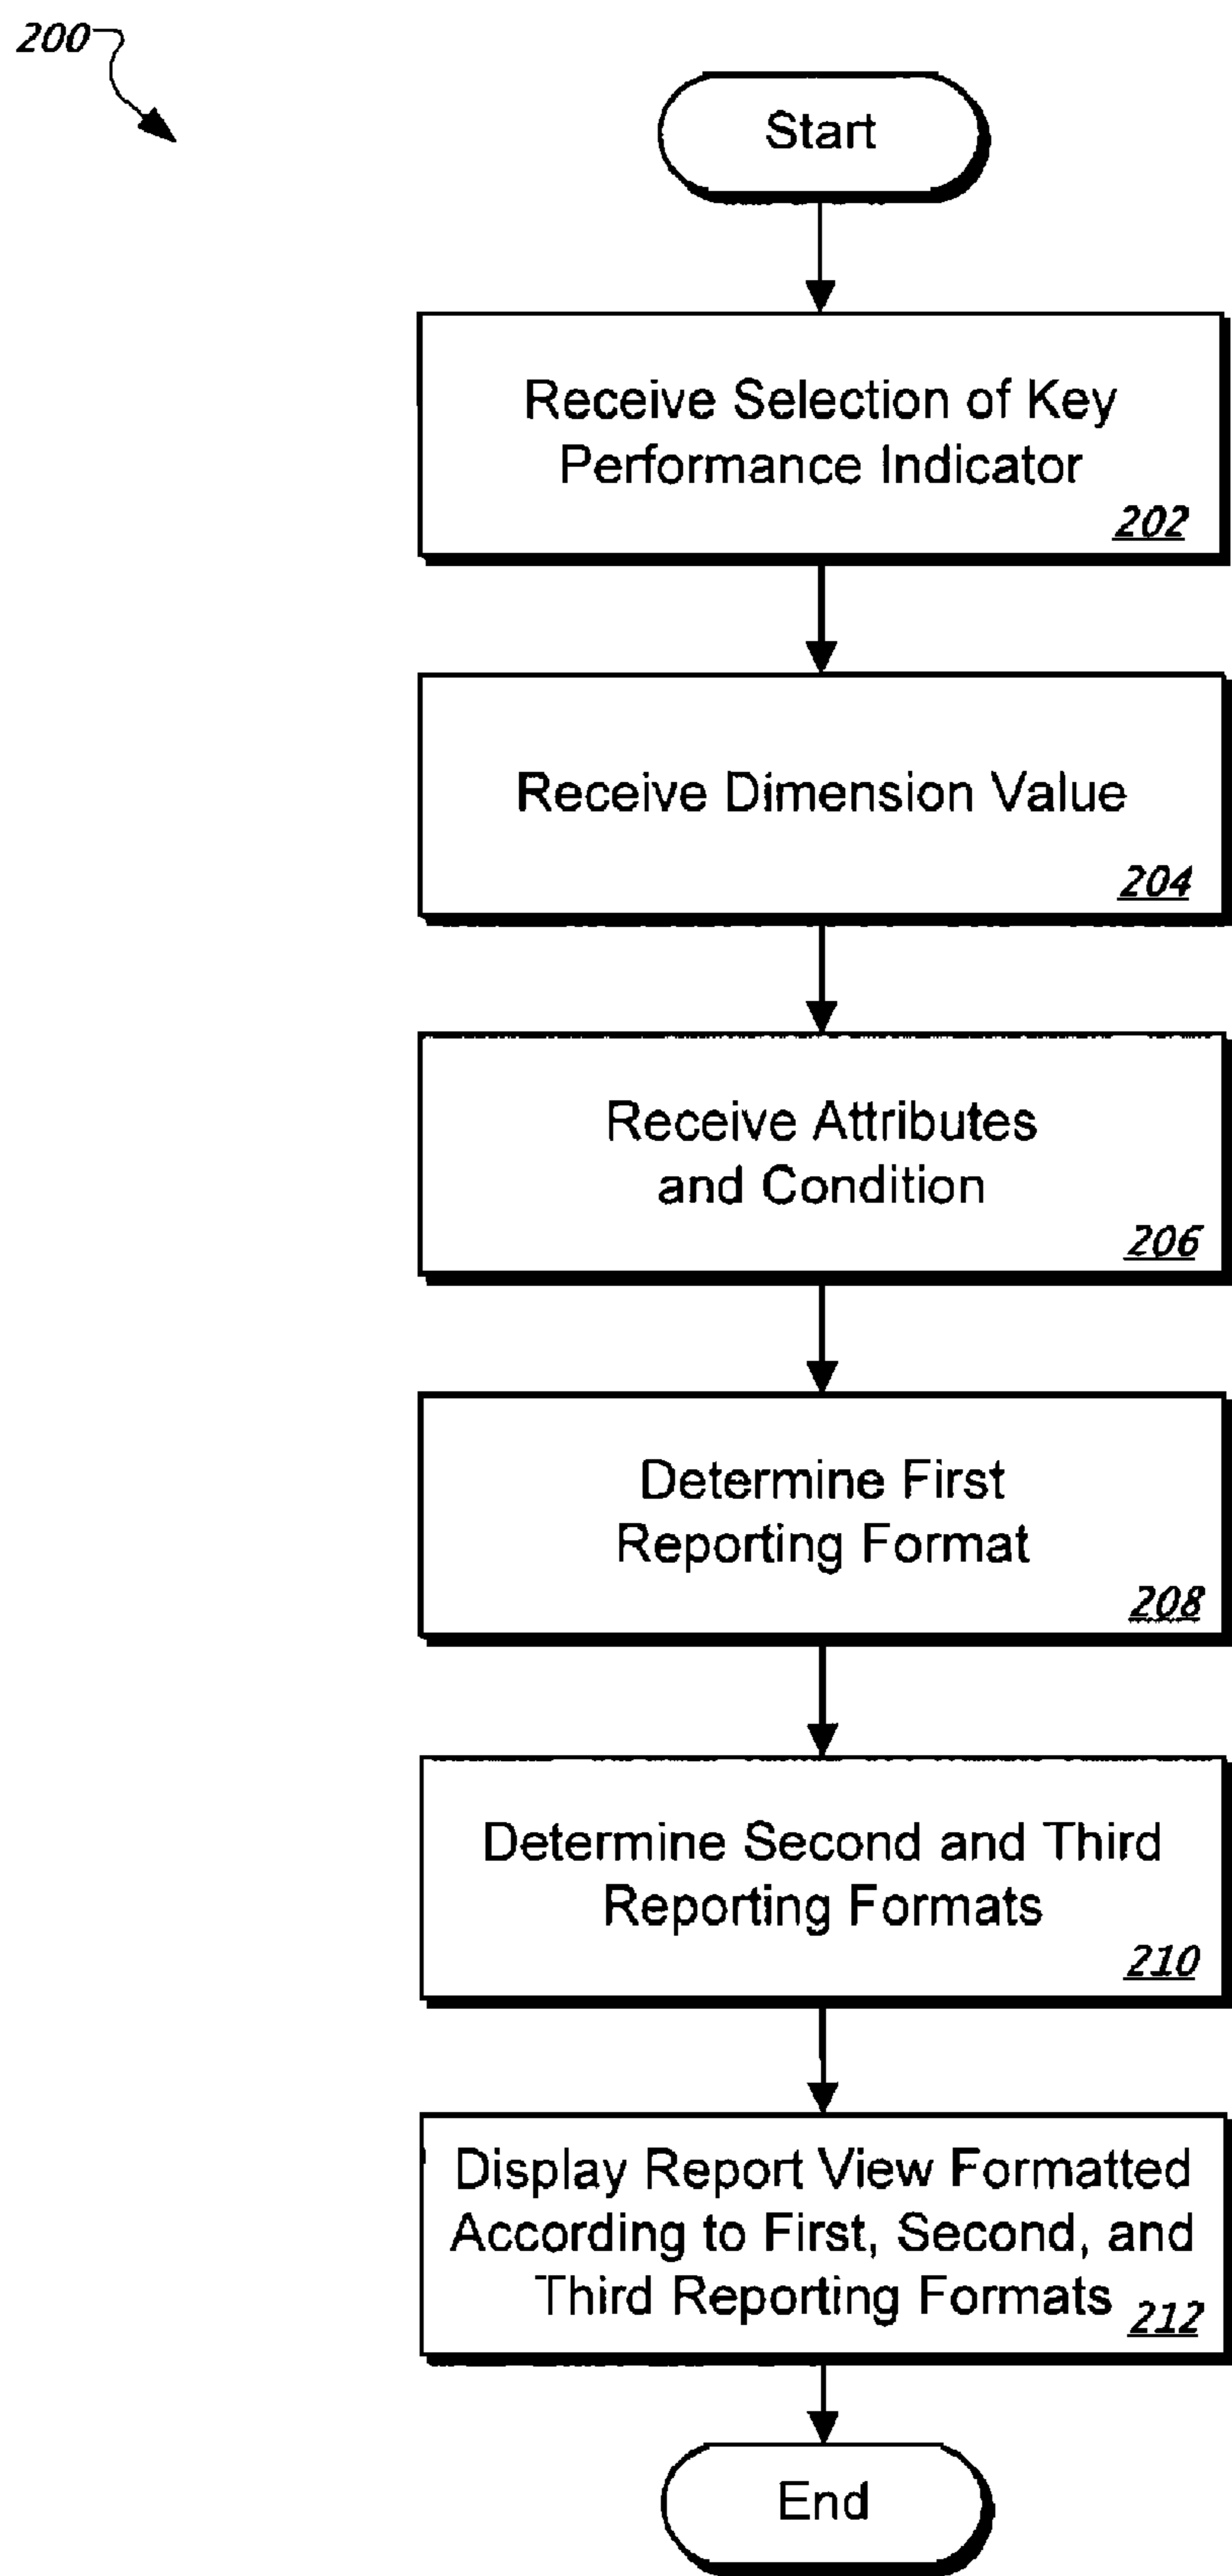 200
Start
Receive Selection of Key
Performance Indicator
202
Receive Dimension Value
204
Receive Attributes
and Condition
206
Determine First
Reporting Format
208
Determine Second and Third
Reporting Formats
210
Display Report View Formatted
According to First, Second, and
Third Reporting Formats 212
End